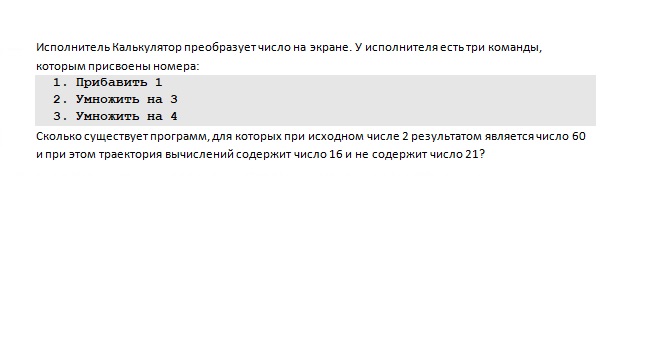 Исполнитель Калькулятор преобразует число на экране. У исполнителя есть три команды,
которым присвоены номера:
1. Прибавить 1
2. Умножить на 3
3. Умножить на 4
Сколько существует программ, для которых при исходном числе 2 результатом является число 60
и при этом траектория вычислений содержит число 16 и не содержит число 21?